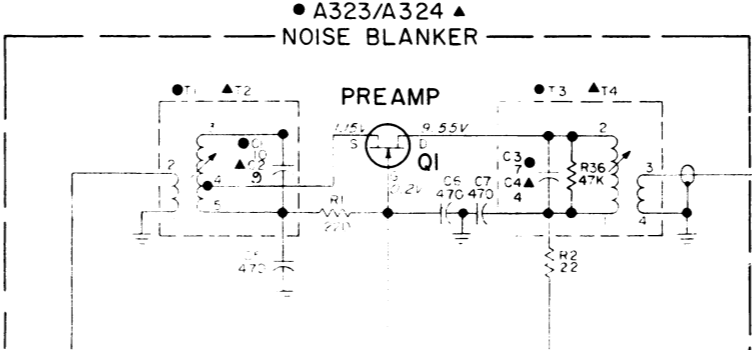 ● A323/A324 ▲
NOISE BLANKER
●T1 ▲T2
●T3 ▲T4
PREAMP
3
1.15V
9.55V
2
S
D
Q1
●C1
10
▲C2
9
2
4
5
C3 ●
7
C4 ▲
4
R36
47K
3
4
G
C6
470
C7
470
R1
220
470
R2
22